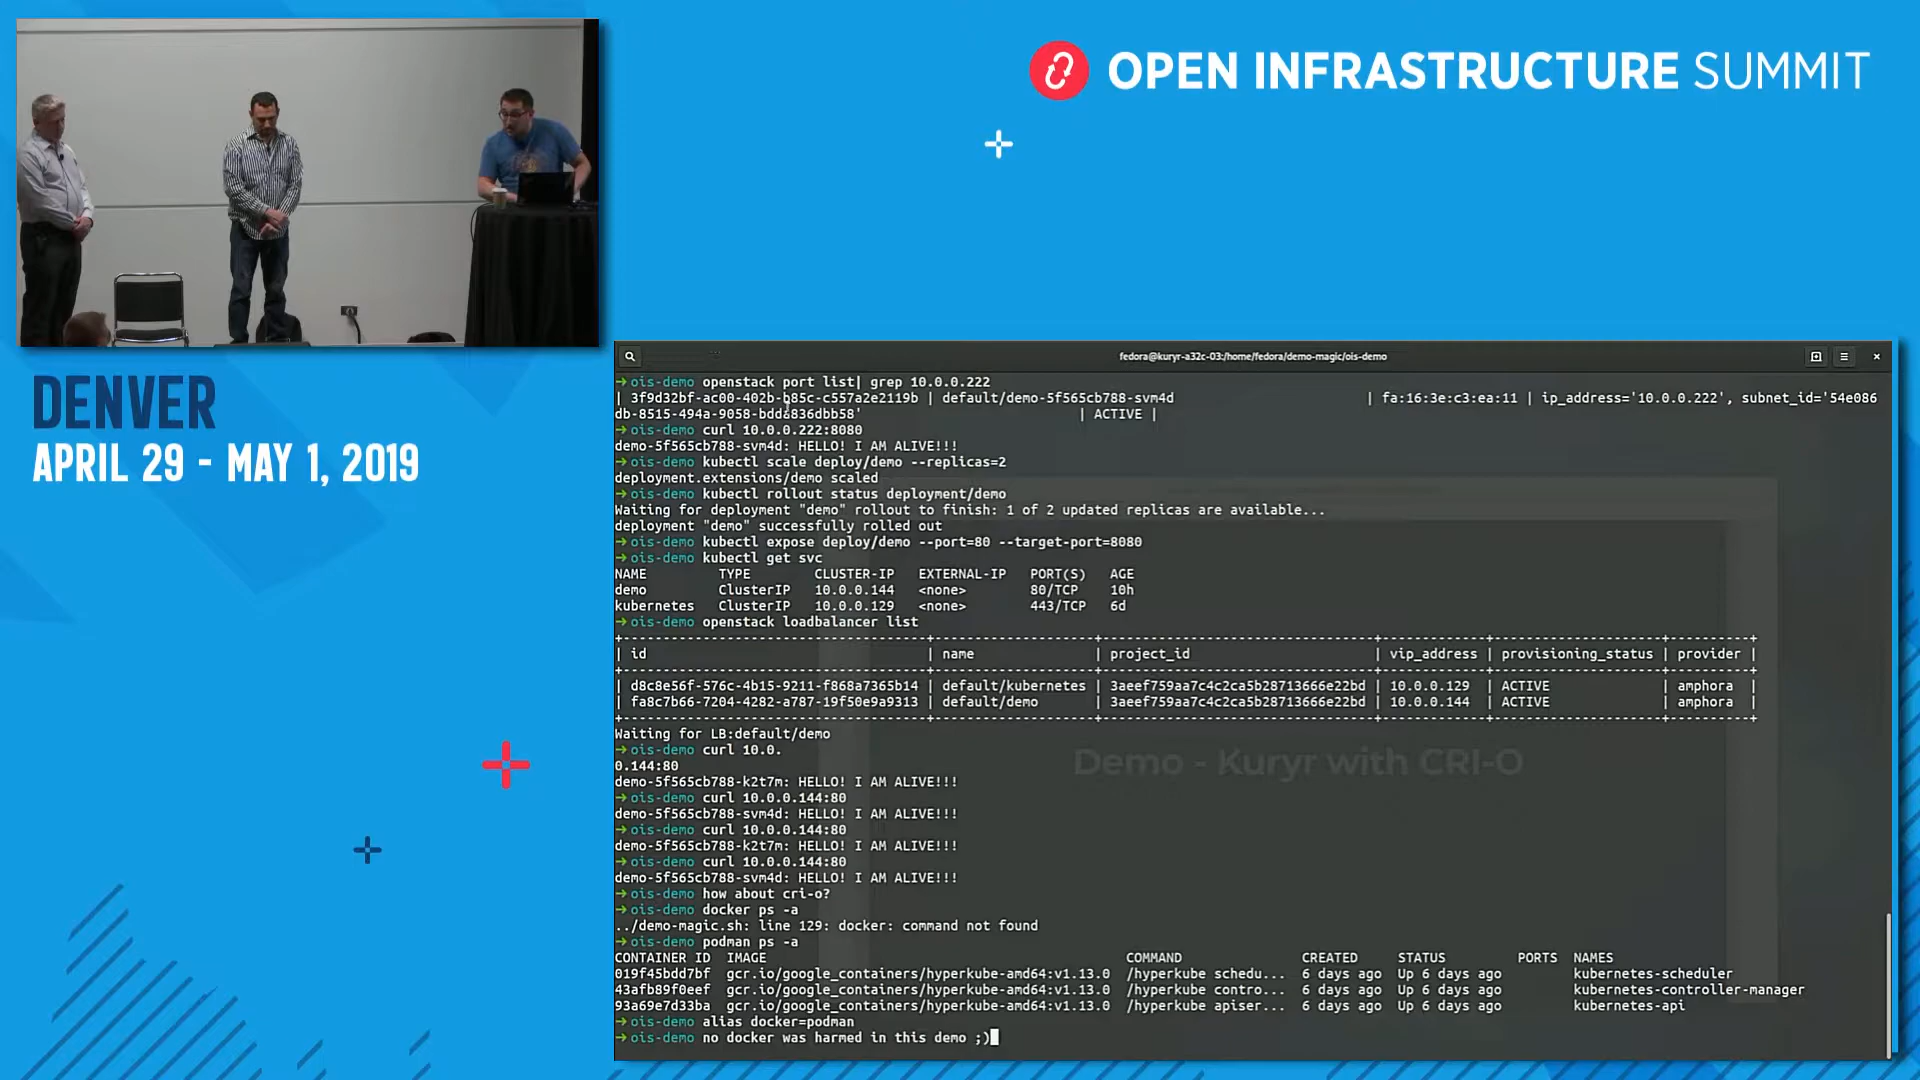 OPEN INFRASTRUCTURE SUMMIT
DENVER
APRIL 29 - MAY 1, 2019
fedora@kuryr-a32c-03:/home/fedora/demo-magic/ois-demo
→ ois-demo openstack port list| grep 10.0.0.222
| 3f9d32bf-ac00-402b-b85c-c557a2e2119b | default/demo-5f565cb788-svm4d | fa:16:3e:c3:ea:11 | ip_address='10.0.0.222', subnet_id='54e086
db-8515-494a-9058-bdd8836dbb58' | ACTIVE |
→ ois-demo curl 10.0.0.222:8080
demo-5f565cb788-svm4d: HELLO! I AM ALIVE!!!
→ ois-demo kubectl scale deploy/demo --replicas=2
deployment.extensions/demo scaled
→ ois-demo kubectl rollout status deployment/demo
Waiting for deployment "demo" rollout to finish: 1 of 2 updated replicas are available...
deployment "demo" successfully rolled out
→ ois-demo kubectl expose deploy/demo --port=80 --target-port=8080
→ ois-demo kubectl get svc
NAME TYPE CLUSTER-IP EXTERNAL-IP PORT(S) AGE
demo ClusterIP 10.0.0.144 <none> 80/TCP 10h
kubernetes ClusterIP 10.0.0.129 <none> 443/TCP 6d
→ ois-demo openstack loadbalancer list
| id | name | project_id | vip_address | provisioning_status | provider |
| d8c8e56f-576c-4b15-9211-f868a7365b14 | default/kubernetes | 3aeef759aa7c4c2ca5b28713666e22bd | 10.0.0.129 | ACTIVE | amphora |
| fa8c7b66-7204-4282-a787-19f50e9a9313 | default/demo | 3aeef759aa7c4c2ca5b28713666e22bd | 10.0.0.144 | ACTIVE | amphora |
Waiting for LB:default/demo
→ ois-demo curl 10.0.
0.144:80
demo-5f565cb788-k2t7m: HELLO! I AM ALIVE!!!
→ ois-demo curl 10.0.0.144:80
demo-5f565cb788-svm4d: HELLO! I AM ALIVE!!!
→ ois-demo curl 10.0.0.144:80
demo-5f565cb788-k2t7m: HELLO! I AM ALIVE!!!
→ ois-demo curl 10.0.0.144:80
demo-5f565cb788-svm4d: HELLO! I AM ALIVE!!!
→ ois-demo how about cri-o?
→ ois-demo docker ps -a
../demo-magic.sh: line 129: docker: command not found
→ ois-demo podman ps -a
CONTAINER ID IMAGE COMMAND CREATED STATUS PORTS NAMES
019f45bdd7bf gcr.io/google_containers/hyperkube-amd64:v1.13.0 /hyperkube schedu... 6 days ago Up 6 days ago kubernetes-scheduler
43afb89f0eef gcr.io/google_containers/hyperkube-amd64:v1.13.0 /hyperkube contro... 6 days ago Up 6 days ago kubernetes-controller-manager
93a69e7d33ba gcr.io/google_containers/hyperkube-amd64:v1.13.0 /hyperkube apiser... 6 days ago Up 6 days ago kubernetes-api
→ ois-demo alias docker=podman
→ ois-demo no docker was harmed in this demo ;)
Demo - Kuryr with CRI-O